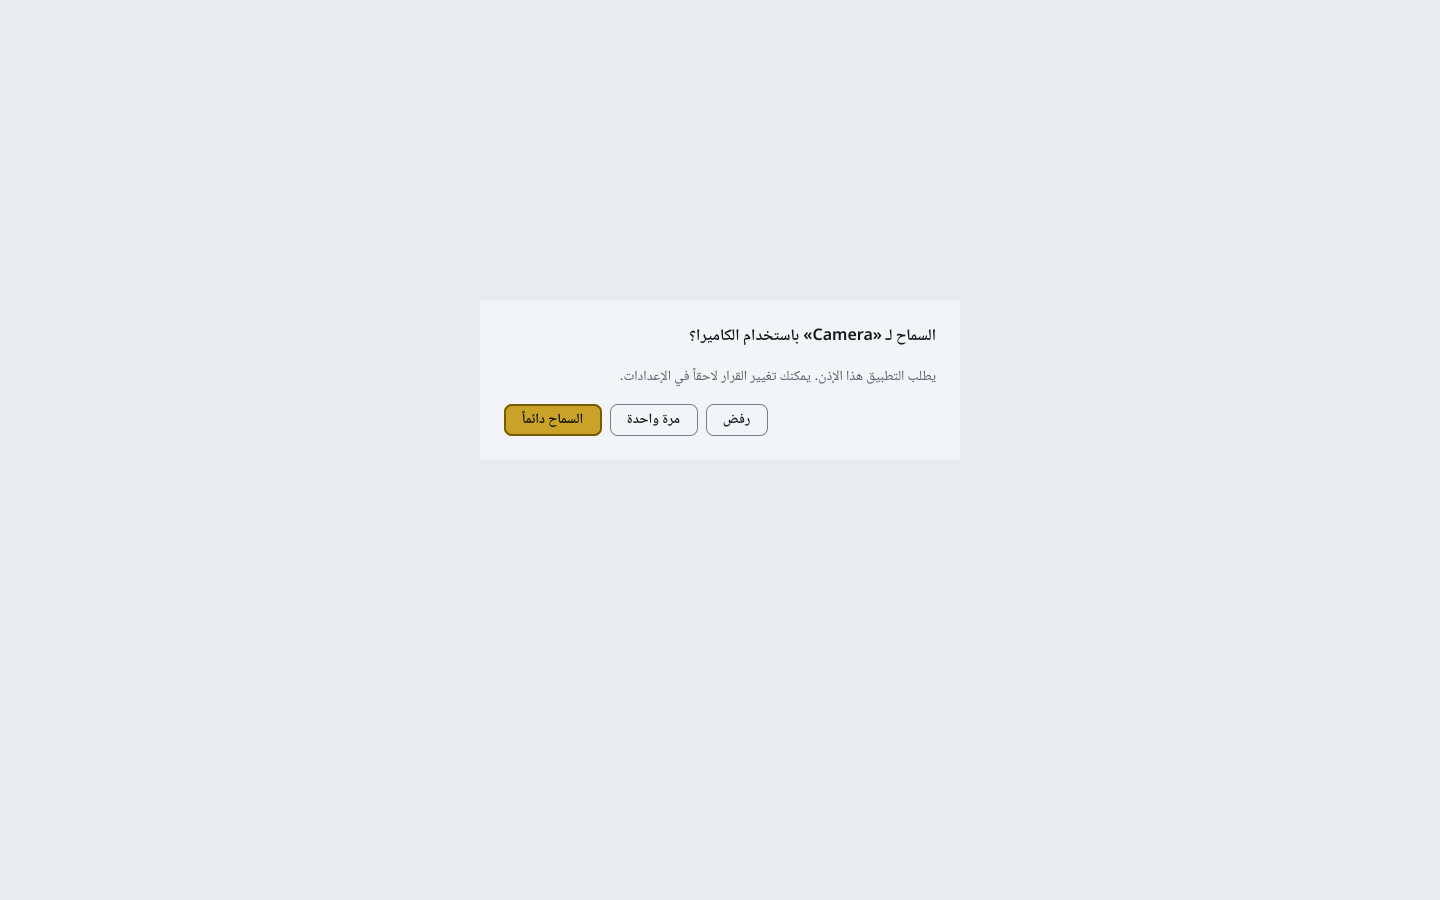 السماح لـ «Camera» باستخدام الكاميرا؟
يطلب التطبيق هذا الإذن. يمكنك تغيير القرار لاحقاً في الإعدادات.
رفض
مرة واحدة
السماح دائماً